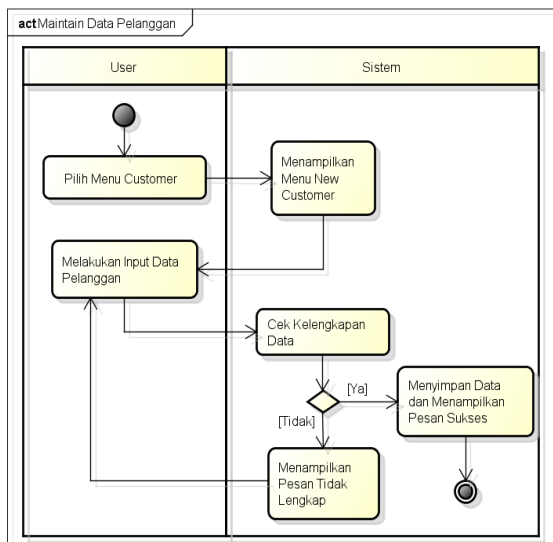 act Maintain Data Pelanggan
User
Sistem
Pilih Menu Customer
Menampilkan
Menu New
Customer
Melakukan Input Data
Pelanggan
Cek Kelengkapan
Data
[Ya]
Menyimpan Data
dan Menampilkan
Pesan Sukses
[Tidak]
Menampilkan
Pesan Tidak
Lengkap